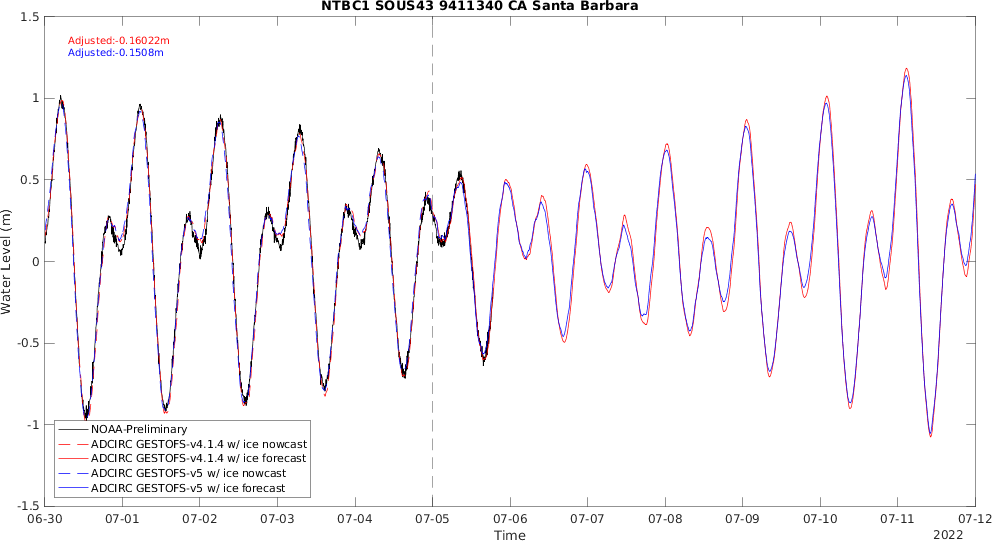 NTBC1 SOUS43 9411340 CA Santa Barbara
Adjusted:-0.16022m
Adjusted:-0.1508m
1.5
1
0.5
0
-0.5
-1
-1.5
Water Level (m)
NOAA-Preliminary
ADCIRC GESTOFS-v4.1.4 w/ ice nowcast
ADCIRC GESTOFS-v4.1.4 w/ ice forecast
ADCIRC GESTOFS-v5 w/ ice nowcast
ADCIRC GESTOFS-v5 w/ ice forecast
06-30 07-01 07-02 07-03 07-04 07-05 07-06 07-07 07-08 07-09 07-10 07-11 07-12
Time
2022